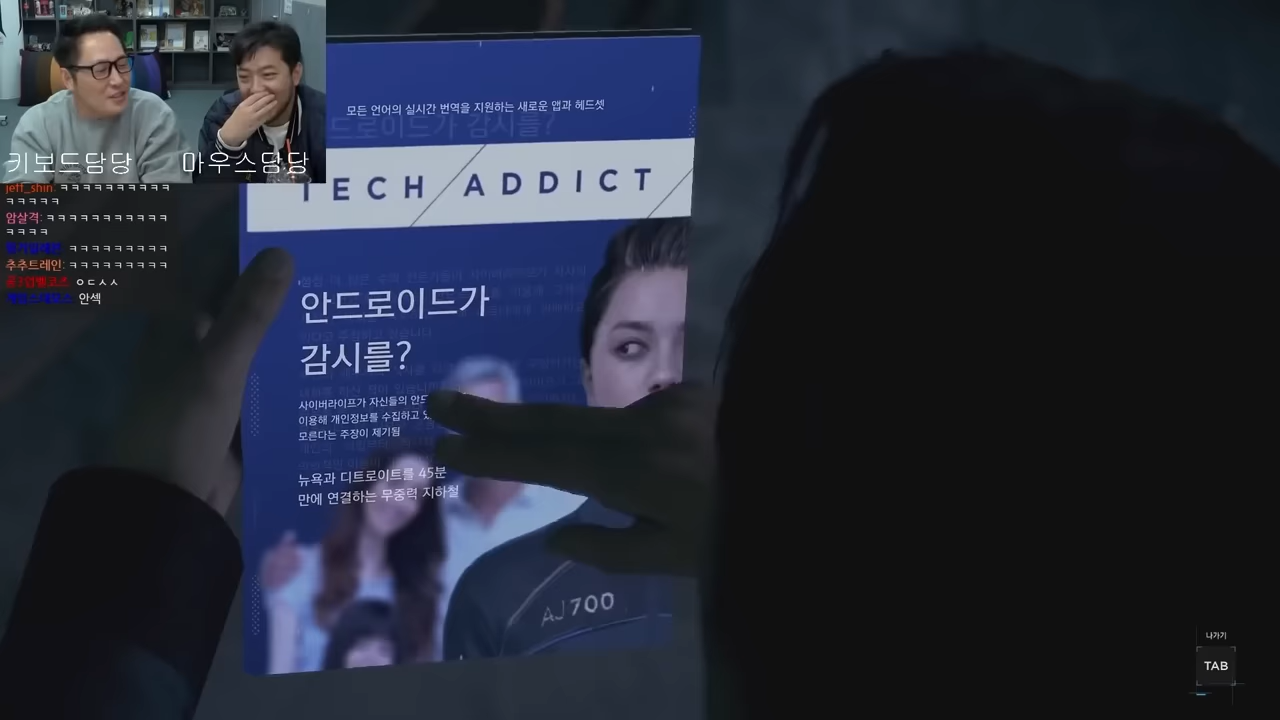 모든 언어의 실시간 번역을 지원하는 새로운 앱과 헤드셋
TECH ADDICT
키보드담당
마우스담당
jeff_shin: ㅋㅋㅋㅋㅋㅋㅋㅋㅋㅋ
ㅋㅋㅋㅋㅋ
암살격: ㅋㅋㅋㅋㅋㅋㅋㅋㅋㅋㅋ
ㅋㅋㅋㅋ
ㅋㅋㅋㅋㅋㅋㅋㅋㅋ
추추트레인: ㅋㅋㅋㅋㅋㅋㅋㅋㅋ
ㅇㄷㅅㅅ
안섹
안드로이드가
감시를?
사이버라이프가 자신들의
이용해 개인정보를 수집하고
모른다는 주장이 제기됨
뉴욕과 디트로이트를 45분
만에 연결하는 무중력 지하철
AJ700
나가기
TAB